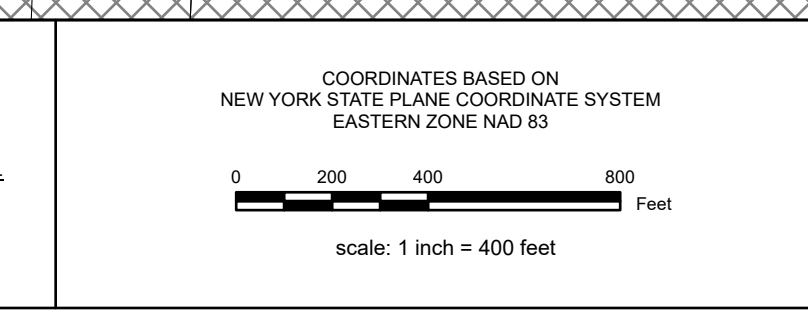 COORDINATES BASED ON
NEW YORK STATE PLANE COORDINATE SYSTEM
EASTERN ZONE NAD 83
0 200 400 800
Feet
scale: 1 inch = 400 feet